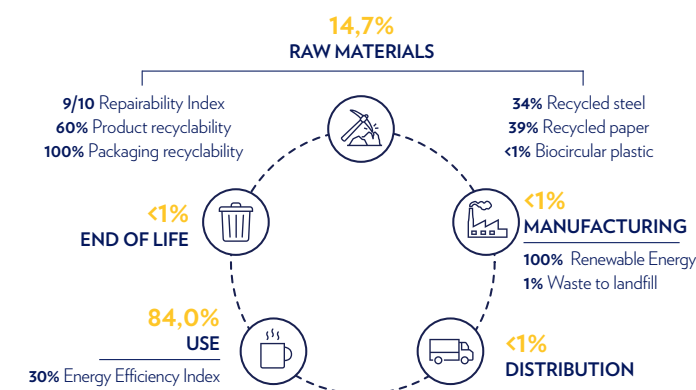 14,7%
RAW MATERIALS
9/10 Repairability Index
60% Product recyclability
100% Packaging recyclability
34% Recycled steel
39% Recycled paper
<1% Biocircular plastic
<1%
END OF LIFE
<1%
MANUFACTURING
100% Renewable Energy
1% Waste to landfill
84,0%
USE
30% Energy Efficiency Index
<1%
DISTRIBUTION